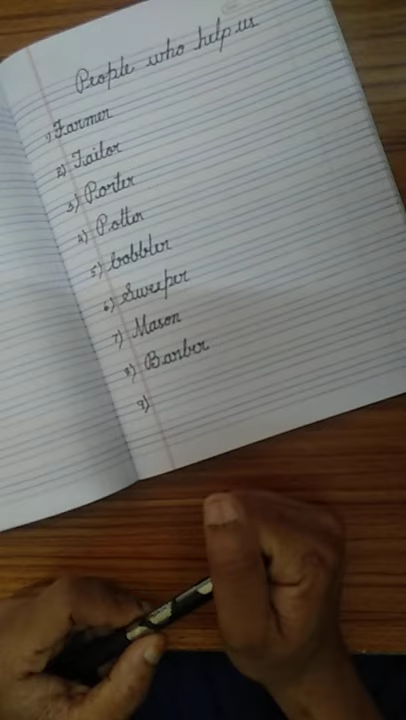 People who help us
1) Farmer
2) Tailor
3) Porter
4) Potter
5) Cobbler
6) Sweeper
7) Mason
8) Barber
9)